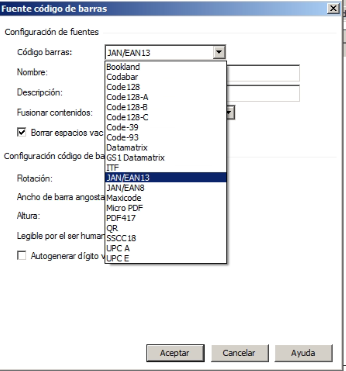 Fuente código de barras
Configuración de fuentes
Código barras: JAN/EAN13
Nombre:
Descripción:
Fusionar contenidos:
Borrar espacios vac
Configuración código de ba
Rotación:
Ancho de barra angosta
Altura:
Legible por el ser human
Autogenerar dígito v
Bookland
Codabar
Code128
Code128-A
Code128-B
Code128-C
Code-39
Code-93
Datamatrix
GS1 Datamatrix
ITF
JAN/EAN13
JAN/EAN8
Maxicode
Micro PDF
PDF417
QR
SSCC18
UPC A
UPC E
Aceptar Cancelar Ayuda